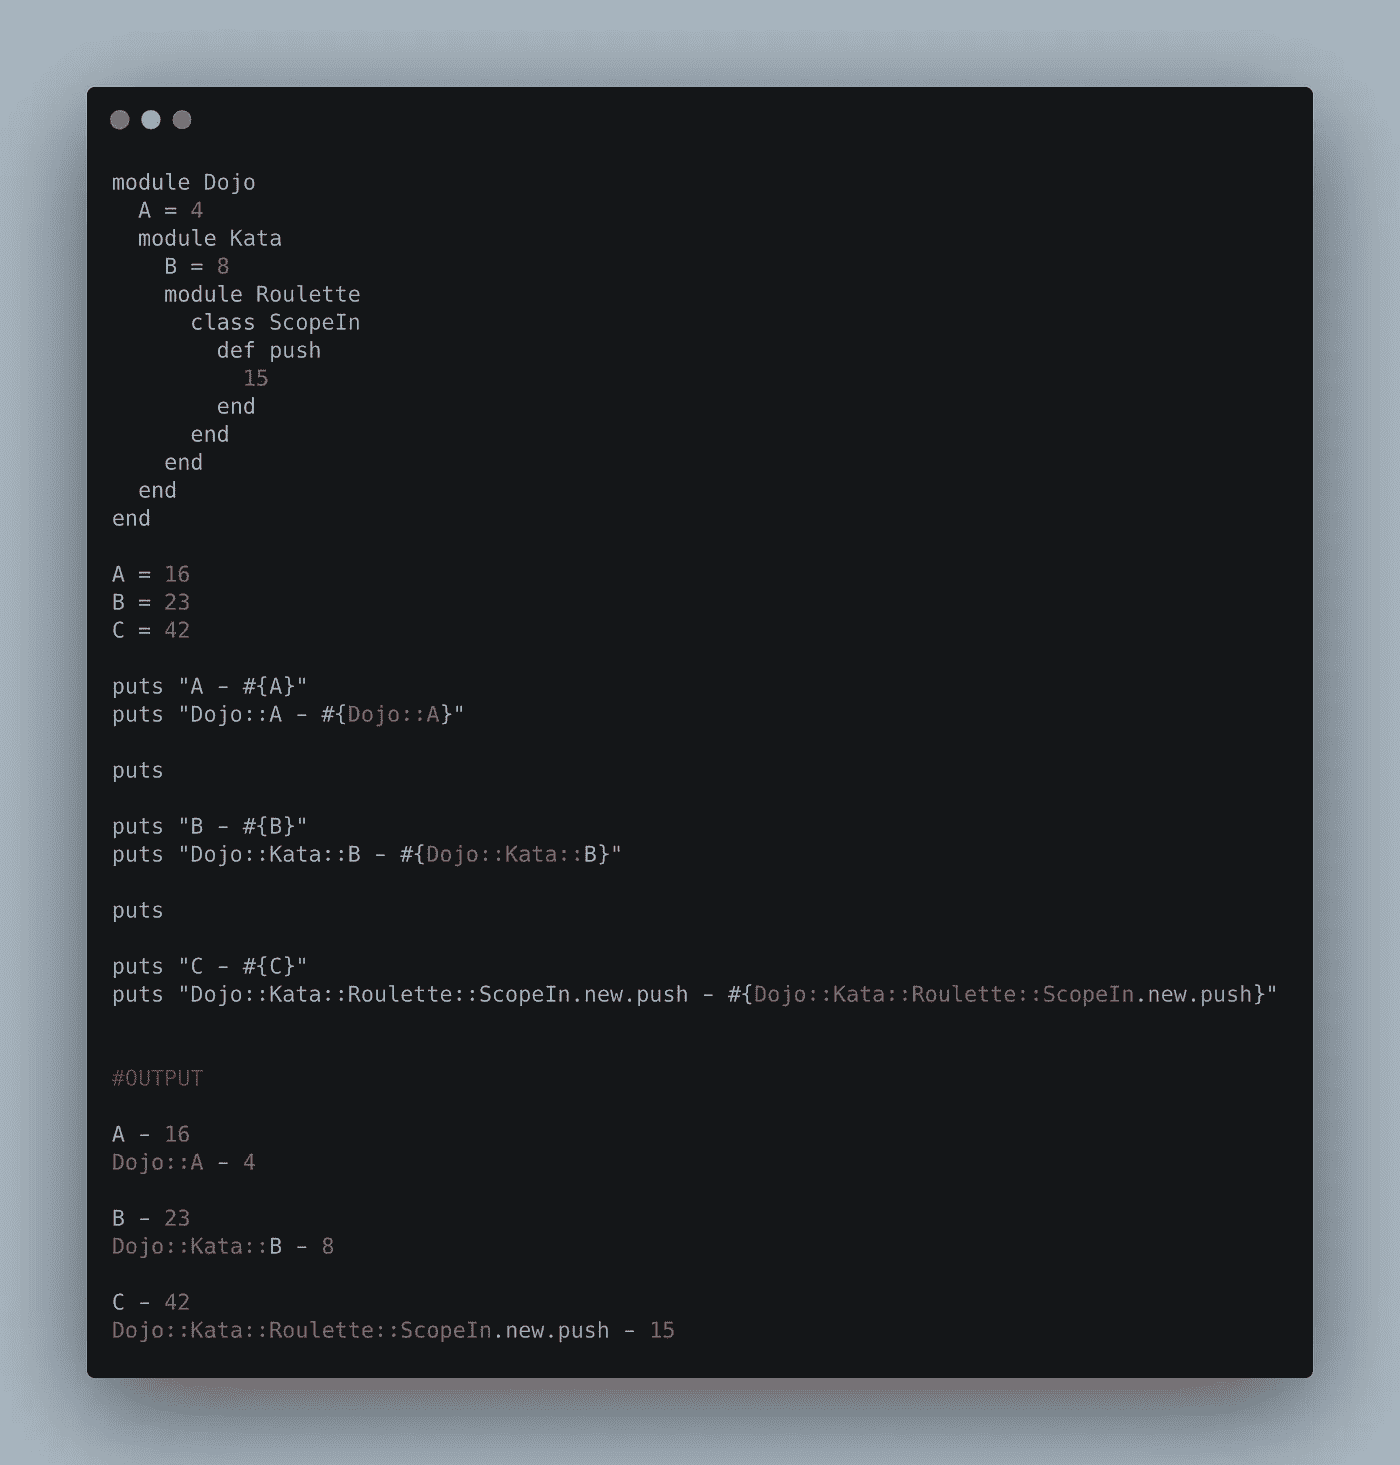 module Dojo
  A = 4
  module Kata
    B = 8
    module Roulette
      class ScopeIn
        def push
          15
        end
      end
    end
  end
end

A = 16
B = 23
C = 42

puts "A - #{A}"
puts "Dojo::A - #{Dojo::A}"

puts

puts "B - #{B}"
puts "Dojo::Kata::B - #{Dojo::Kata::B}"

puts

puts "C - #{C}"
puts "Dojo::Kata::Roulette::ScopeIn.new.push - #{Dojo::Kata::Roulette::ScopeIn.new.push}"


#OUTPUT

A - 16
Dojo::A - 4

B - 23
Dojo::Kata::B - 8

C - 42
Dojo::Kata::Roulette::ScopeIn.new.push - 15